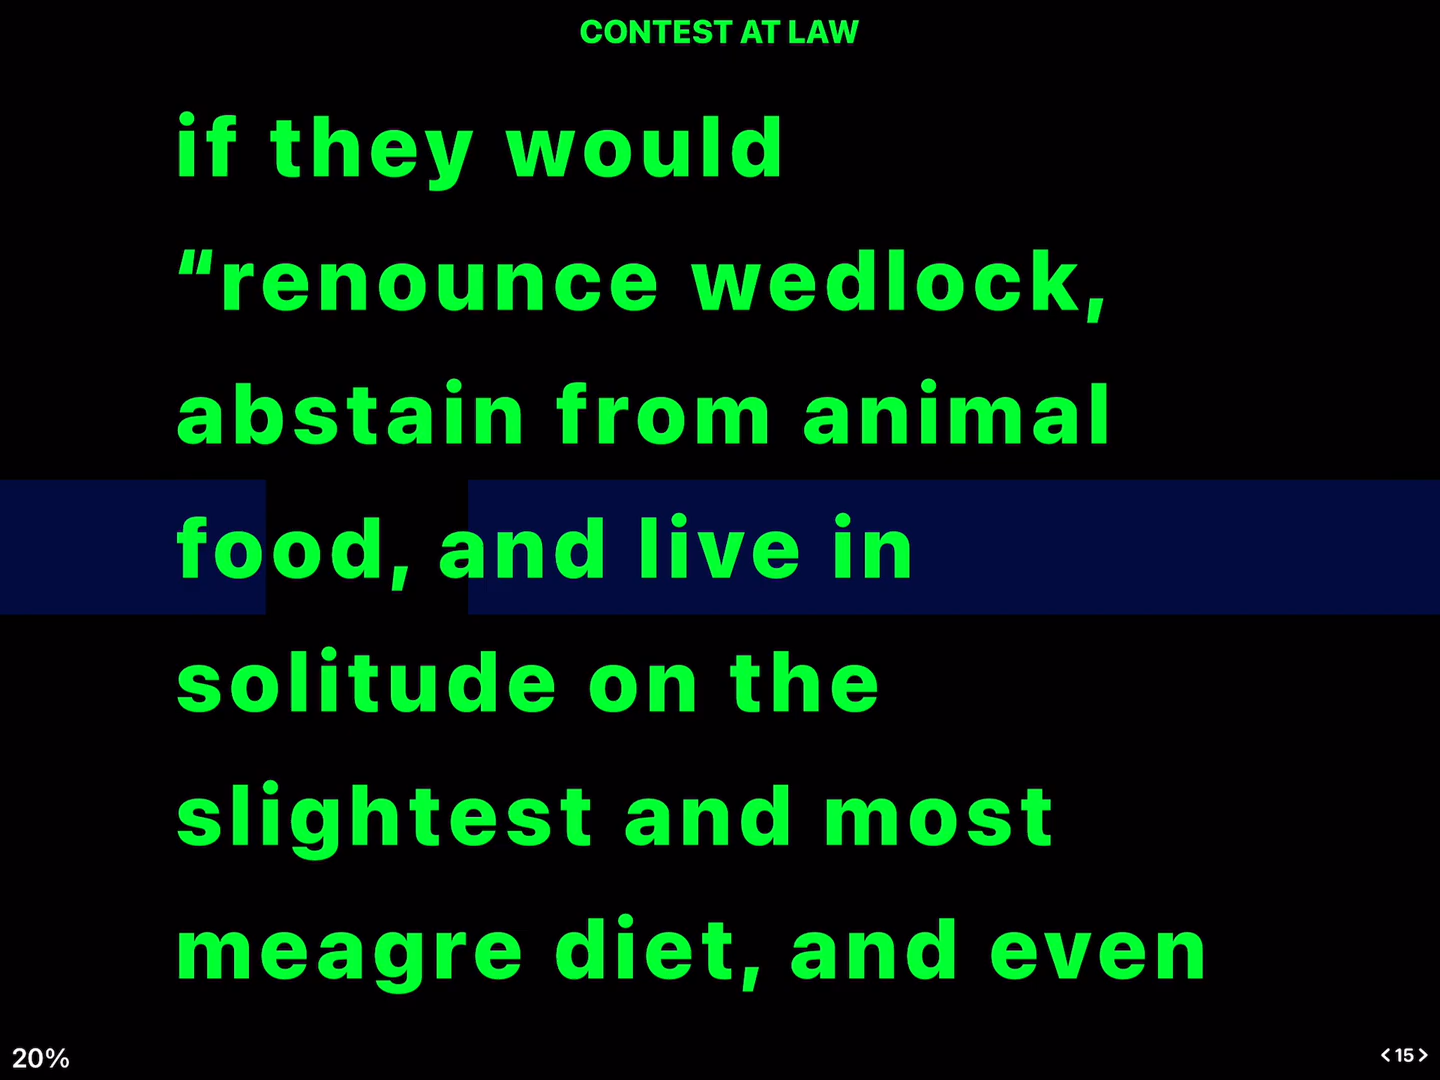 CONTEST AT LAW
if they would
“renounce wedlock,
abstain from animal
food, and live in
solitude on the
slightest and most
meagre diet, and even
20%
<15>